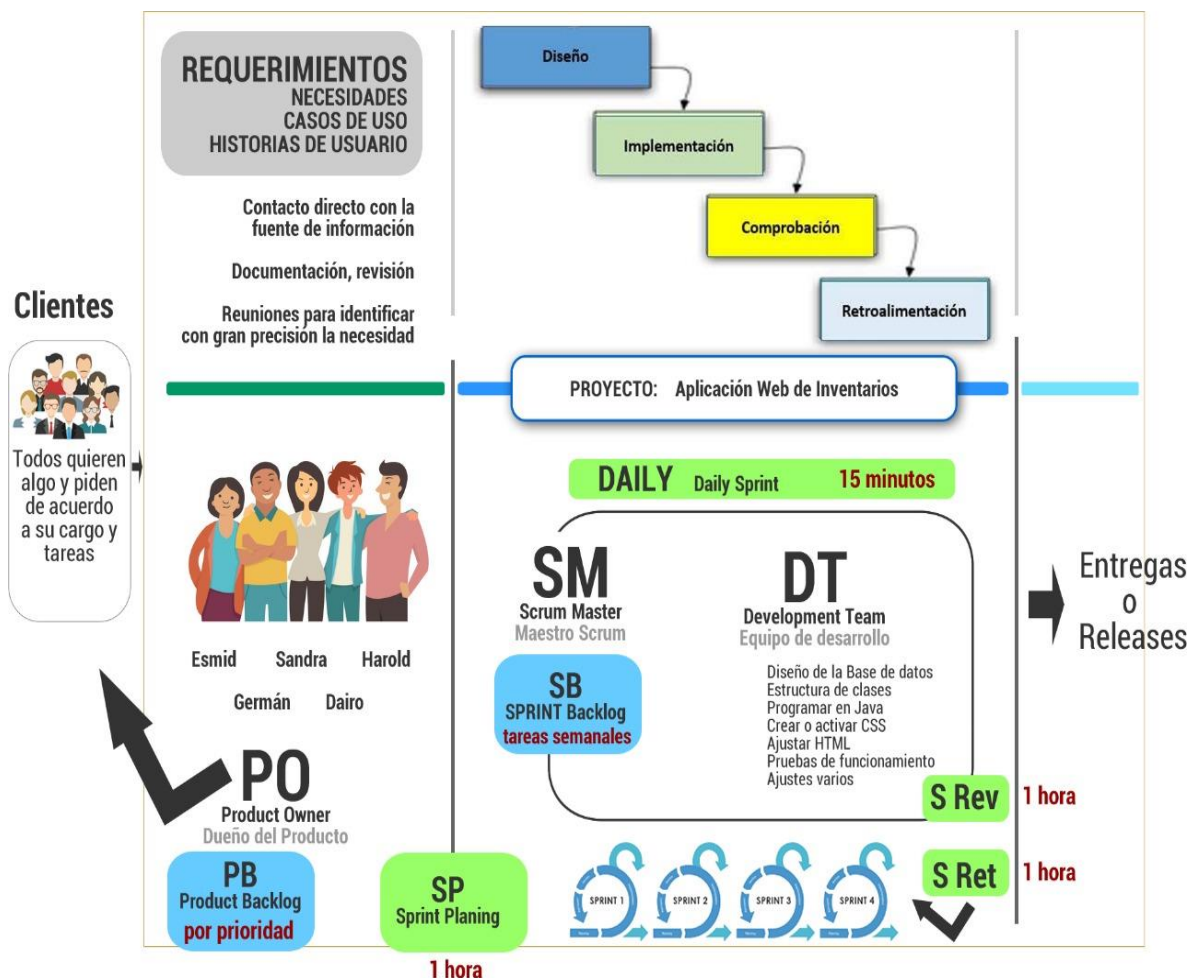 REQUERIMIENTOS
NECESIDADES
CASOS DE USO
HISTORIAS DE USUARIO
Contacto directo con la
fuente de información
Documentación, revisión
Reuniones para identificar
con gran precisión la necesidad
Diseño
Implementación
Comprobación
Retroalimentación
Clientes
Todos quieren
algo y piden
de acuerdo
a su cargo y
tareas
PROYECTO: Aplicación Web de Inventarios
Esmid Sandra Harold
Germán Dairo
PO
Product Owner
Dueño del Producto
PB
Product Backlog
por prioridad
SP
Sprint Planing
1 hora
DAILY Daily Sprint 15 minutos
SM
Scrum Master
Maestro Scrum
SB
SPRINT Backlog
tareas semanales
DT
Development Team
Equipo de desarrollo
Diseño de la Base de datos
Estructura de clases
Programar en Java
Crear o activar CSS
Ajustar HTML
Pruebas de funcionamiento
Ajustes varios
S Rev 1 hora
S Ret 1 hora
SPRINT 1
SPRINT 2
SPRINT 3
SPRINT 4
Entregas
o
Releases